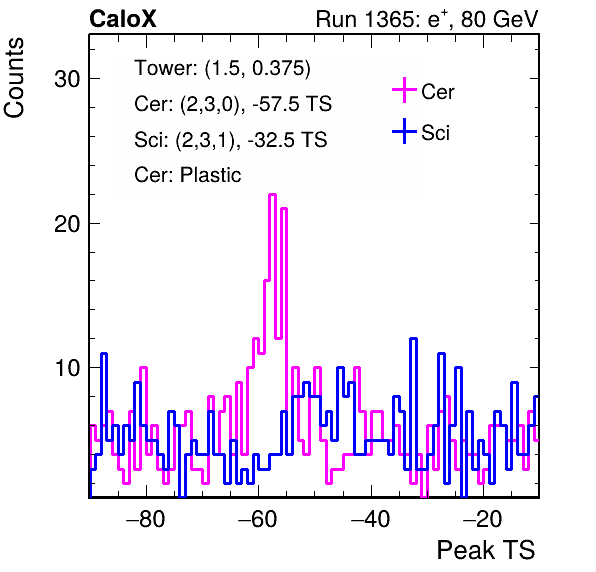 CaloX Run 1365: e⁺, 80 GeV
Counts
30
20
10
Tower: (1.5, 0.375)
Cer: (2,3,0), -57.5 TS
Sci: (2,3,1), -32.5 TS
Cer: Plastic
Cer
Sci
−80 −60 −40 −20
Peak TS